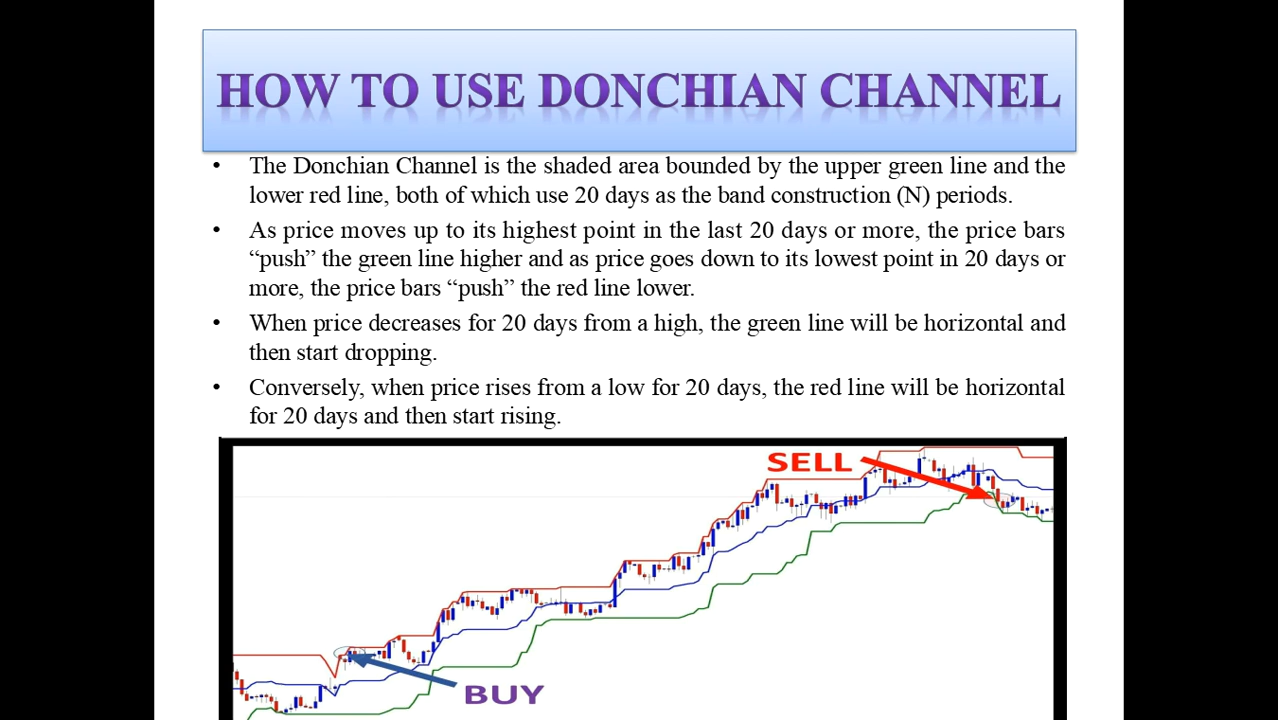 HOW TO USE DONCHIAN CHANNEL
• The Donchian Channel is the shaded area bounded by the upper green line and the
lower red line, both of which use 20 days as the band construction (N) periods.
• As price moves up to its highest point in the last 20 days or more, the price bars
“push” the green line higher and as price goes down to its lowest point in 20 days or
more, the price bars “push” the red line lower.
• When price decreases for 20 days from a high, the green line will be horizontal and
then start dropping.
• Conversely, when price rises from a low for 20 days, the red line will be horizontal
for 20 days and then start rising.
SELL
BUY